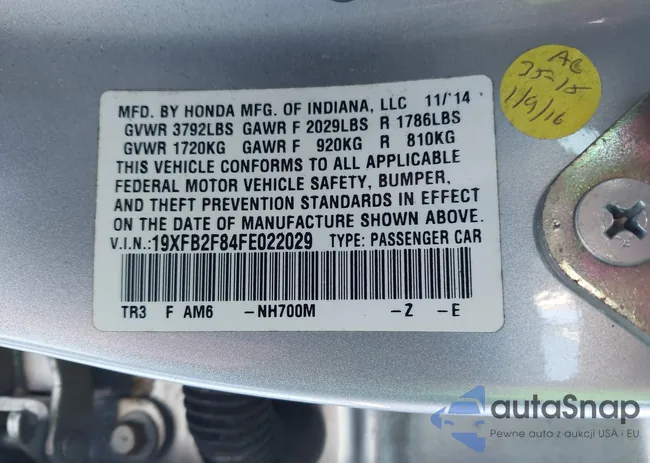 MFD. BY HONDA MFG. OF INDIANA, LLC 11/'14
GVWR 3792LBS GAWR F 2029LBS R 1786LBS
GVWR 1720KG GAWR F 920KG R 810KG
THIS VEHICLE CONFORMS TO ALL APPLICABLE
FEDERAL MOTOR VEHICLE SAFETY, BUMPER,
AND THEFT PREVENTION STANDARDS IN EFFECT
ON THE DATE OF MANUFACTURE SHOWN ABOVE.
V.I.N.:19XFB2F84FE022029 TYPE: PASSENGER CAR
TR3 F AM6 -NH700M -Z -E
1/9/16
autaSnap
Pewne auto z aukcji USA i EU